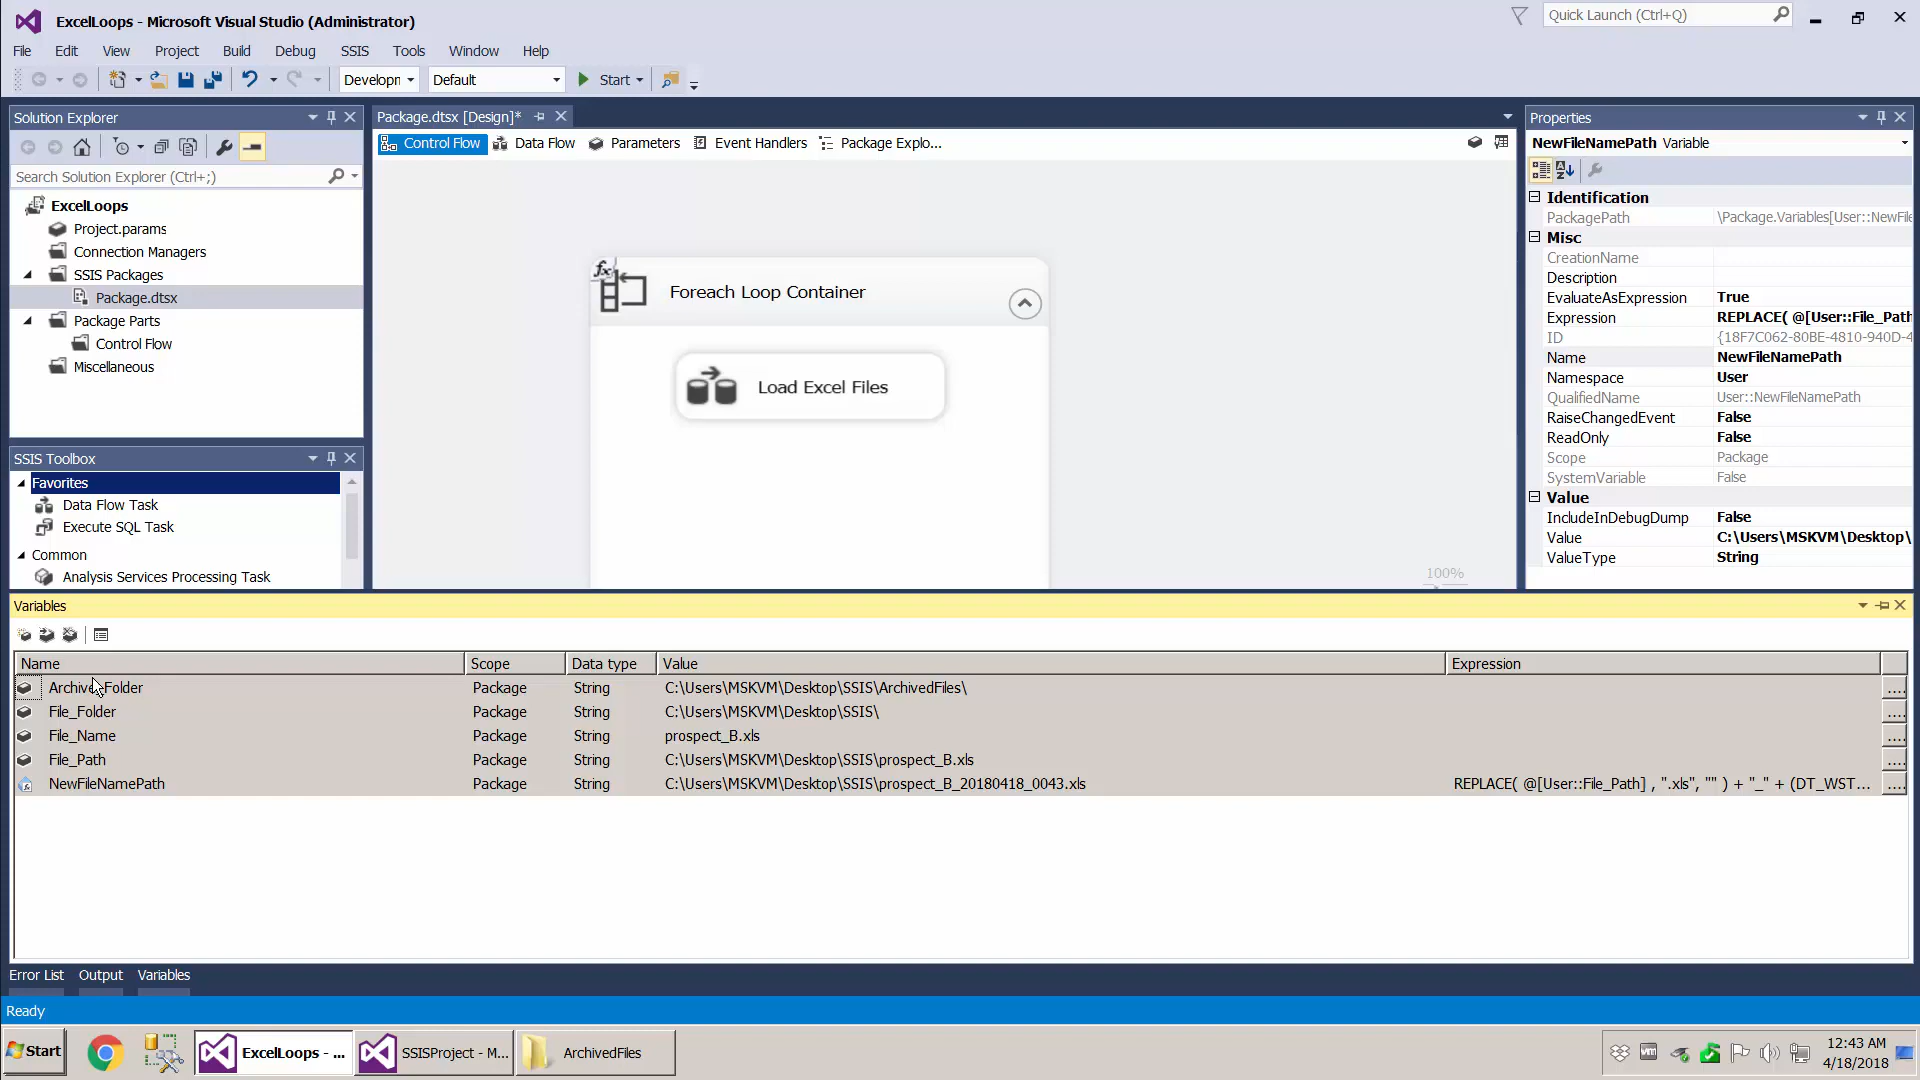 ExcelLoops - Microsoft Visual Studio (Administrator)
Quick Launch (Ctrl+Q)
File Edit View Project Build Debug SSIS Tools Window Help
Developn Default Start
Solution Explorer
Search Solution Explorer (Ctrl+;)
ExcelLoops
Project.params
Connection Managers
SSIS Packages
Package.dtsx
Package Parts
Control Flow
Miscellaneous
SSIS Toolbox
Favorites
Data Flow Task
Execute SQL Task
Common
Analysis Services Processing Task
Package.dtsx [Design]*
Control Flow Data Flow Parameters Event Handlers Package Explo...
fx
Foreach Loop Container
Load Excel Files
100%
Properties
NewFileNamePath Variable
Identification
PackagePath \Package.Variables[User::NewFile
Misc
CreationName
Description
EvaluateAsExpression True
Expression REPLACE( @[User::File_Path
ID {18F7C062-80BE-4810-940D-4
Name NewFileNamePath
Namespace User
QualifiedName User::NewFileNamePath
RaiseChangedEvent False
ReadOnly False
Scope Package
SystemVariable False
Value
IncludeInDebugDump False
Value C:\Users\MSKVM\Desktop\
ValueType String
Variables
Name Scope Data type Value Expression
Archive_Folder Package String C:\Users\MSKVM\Desktop\SSIS\ArchivedFiles\ ....
File_Folder Package String C:\Users\MSKVM\Desktop\SSIS\ ....
File_Name Package String prospect_B.xls ....
File_Path Package String C:\Users\MSKVM\Desktop\SSIS\prospect_B.xls ....
NewFileNamePath Package String C:\Users\MSKVM\Desktop\SSIS\prospect_B_20180418_0043.xls REPLACE( @[User::File_Path] , ".xls", "" ) + "_" + (DT_WST... ....
Error List Output Variables
Ready
Start ExcelLoops - ... SSISProject - M... ArchivedFiles
12:43 AM
4/18/2018